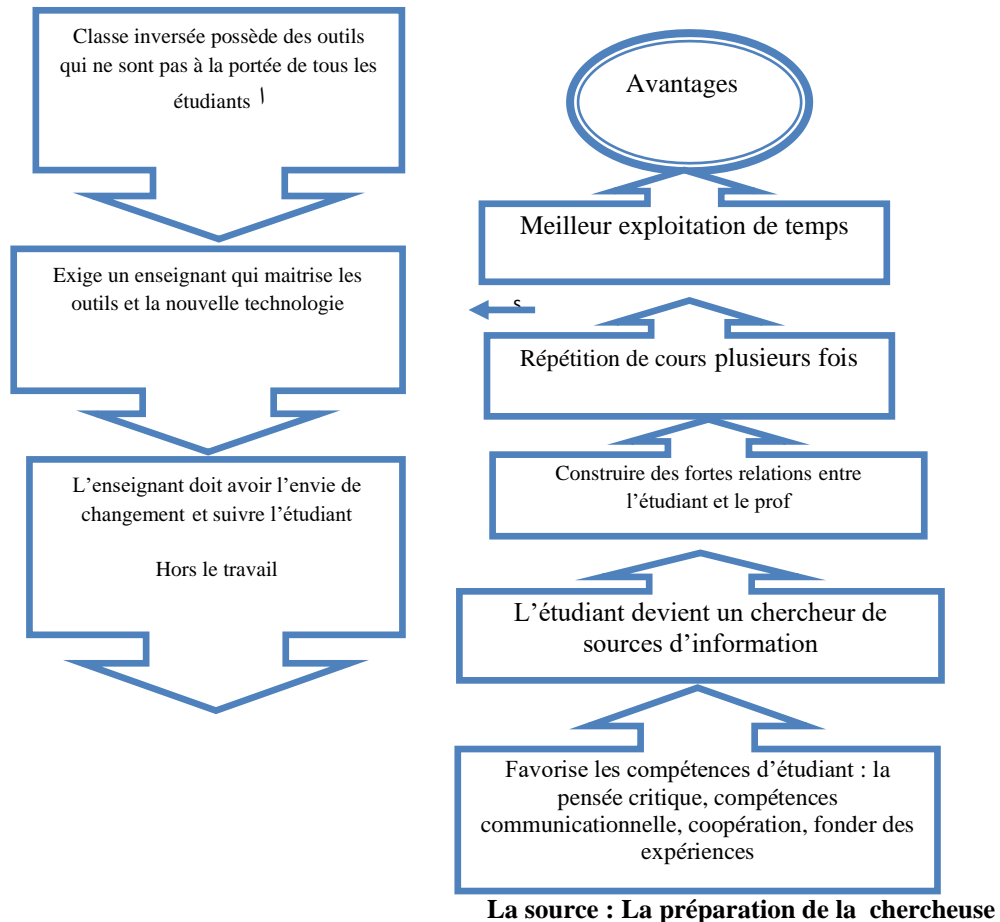 Classe inversée possède des outils
qui ne sont pas à la portée de tous les
étudiants ا
Exige un enseignant qui maitrise les
outils et la nouvelle technologie
L’enseignant doit avoir l’envie de
changement et suivre l’étudiant
Hors le travail
Avantages
Meilleur exploitation de temps
s
Répétition de cours plusieurs fois
Construire des fortes relations entre
l’étudiant et le prof
L’étudiant devient un chercheur de
sources d’information
Favorise les compétences d’étudiant : la
pensée critique, compétences
communicationnelle, coopération, fonder des
expériences
La source : La préparation de la chercheuse